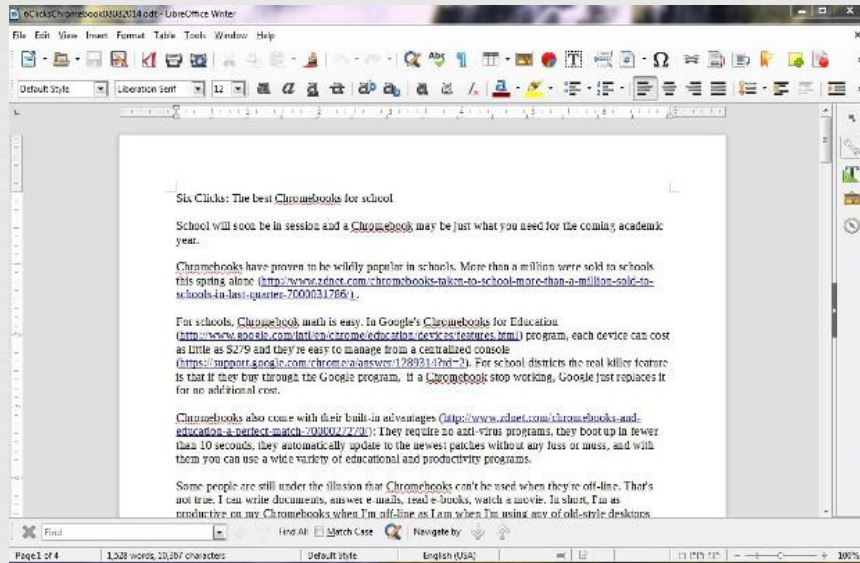 6ClicksChromebook08082014.odt - LibreOffice Writer
File Edit View Insert Format Table Tools Window Help
Default Style Liberation Serif 12
Six Clicks: The best Chromebooks for school
School will soon be in session and a Chromebook may be just what you need for the coming academic
year.
Chromebooks have proven to be wildly popular in schools. More than a million were sold to schools
this spring alone (http://www.zdnet.com/chromebooks-taken-to-school-more-than-a-million-sold-to-
schools-in-last-quarter-7000031786/) .
For schools, Chromebook math is easy. In Google's Chromebooks for Education
(http://www.google.com/intl/en/chrome/education/devices/features.html) program, each device can cost
as little as $279 and they're easy to manage from a centralized console
(https://support.google.com/chrome/a/answer/1289314?rd=2). For school districts the real killer feature
is that if they buy through the Google program, if a Chromebook stop working, Google just replaces it
for no additional cost.
Chromebooks also come with their built-in advantages (http://www.zdnet.com/chromebooks-and-
education-a-perfect-match-7000027270/): They require no anti-virus programs, they boot up in fewer
than 10 seconds, they automatically update to the newest patches without any fuss or muss, and with
them you can use a wide variety of educational and productivity programs.
Some people are still under the illusion that Chromebooks can't be used when they're off-line. That's
not true. I can write documents, answer e-mails, read e-books, watch a movie. In short, I'm as
productive on my Chromebooks when I'm off-line as I am when I'm using any of old-style desktops
Find Find All Match Case Navigate by
Page1 of 4 1,528 words, 10,367 characters Default Style English (USA) 100%